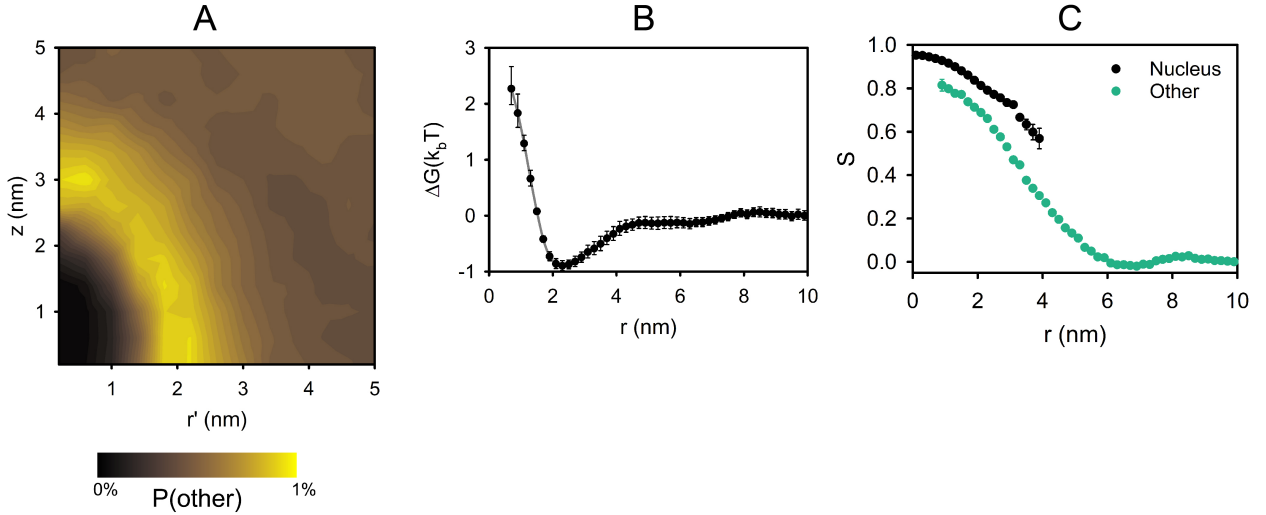 A
5
4
3
2
1
z (nm)
1 2 3 4 5
r' (nm)
0% 1%
P(other)
B
3
2
1
0
-1
ΔG(k_bT)
0 2 4 6 8 10
r (nm)
C
1.0
0.8
0.6
0.4
0.2
0.0
S
Nucleus
Other
0 2 4 6 8 10
r (nm)